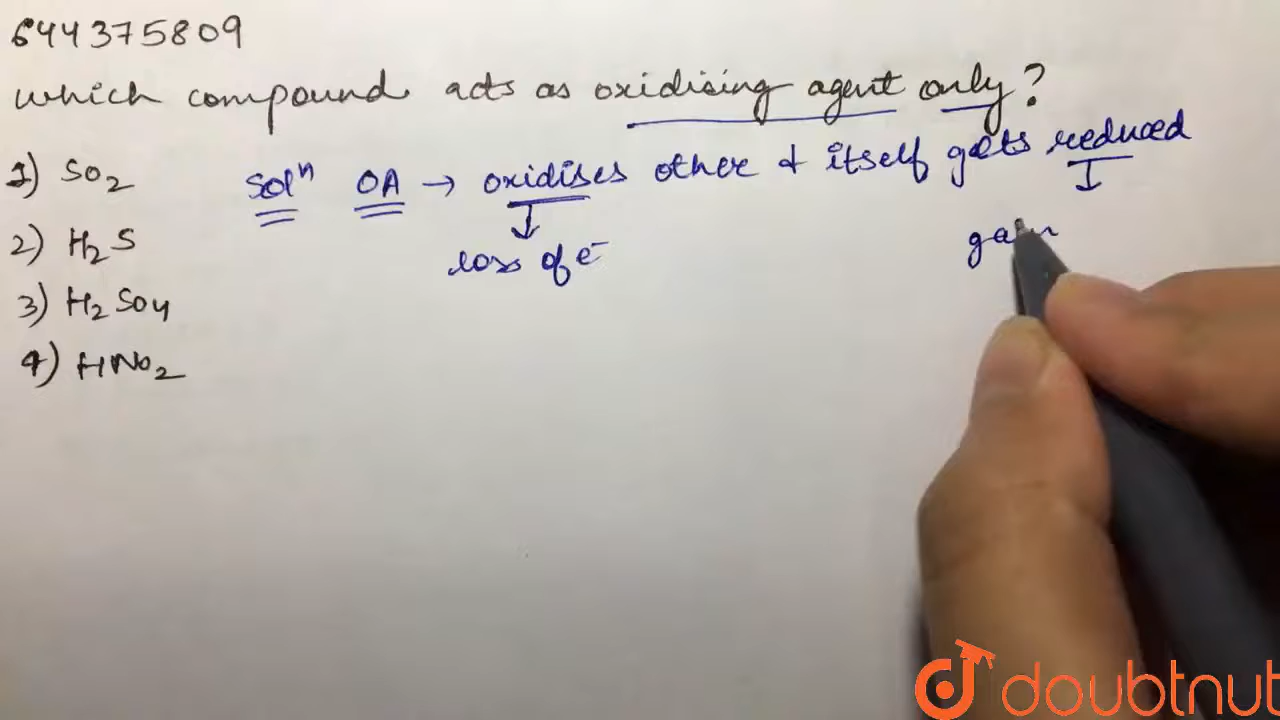 644375809
which compound acts as oxidising agent only?
1) SO2
2) H2S
3) H2SO4
4) HNO2
Solⁿ OA → oxidises other & itself gets reduced
loss of e⁻
gain
doubtnut